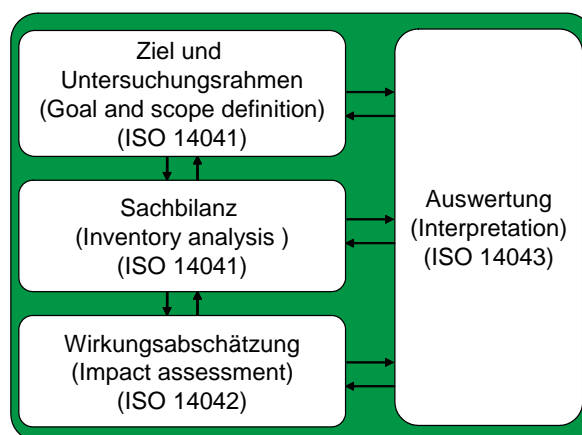 Ziel und
Untersuchungsrahmen
(Goal and scope definition)
(ISO 14041)
Sachbilanz
(Inventory analysis )
(ISO 14041)
Wirkungsabschätzung
(Impact assessment)
(ISO 14042)
Auswertung
(Interpretation)
(ISO 14043)